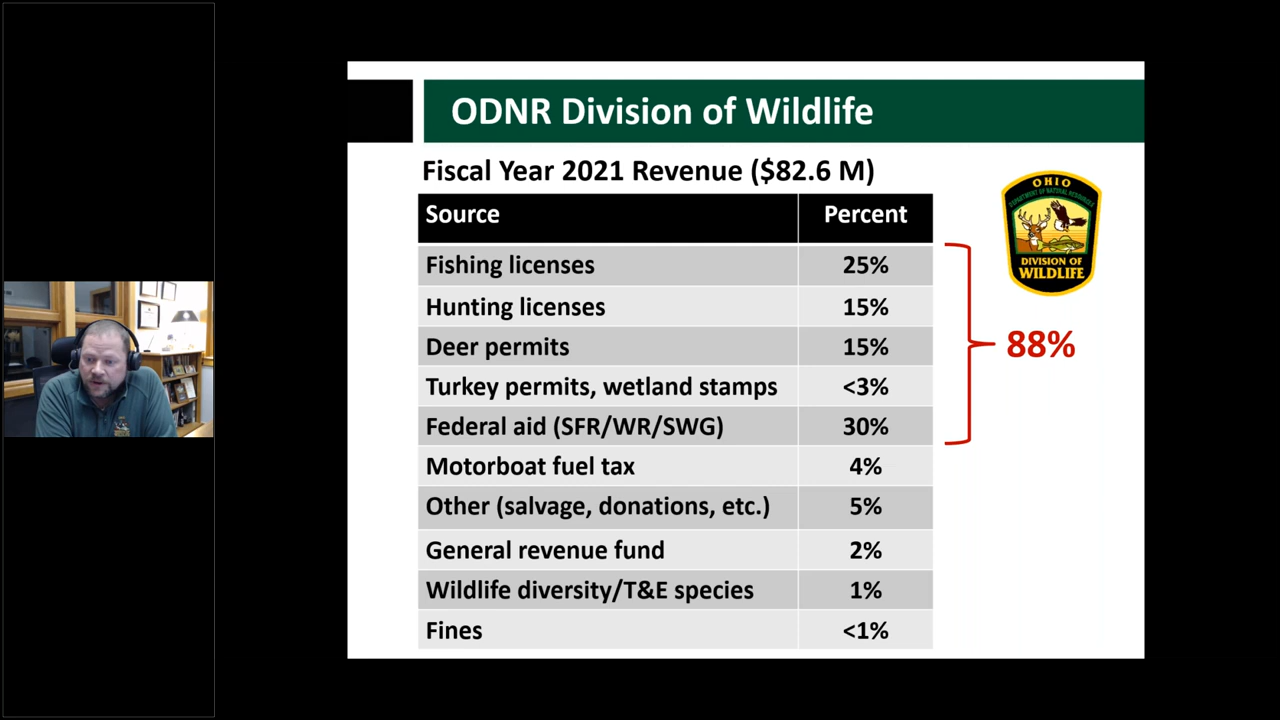 ODNR Division of Wildlife
Fiscal Year 2021 Revenue ($82.6 M)
Source Percent
Fishing licenses 25%
Hunting licenses 15%
Deer permits 15%
Turkey permits, wetland stamps <3%
Federal aid (SFR/WR/SWG) 30%
Motorboat fuel tax 4%
Other (salvage, donations, etc.) 5%
General revenue fund 2%
Wildlife diversity/T&E species 1%
Fines <1%
88%
OHIO
DEPARTMENT OF NATURAL RESOURCES
DIVISION OF
WILDLIFE